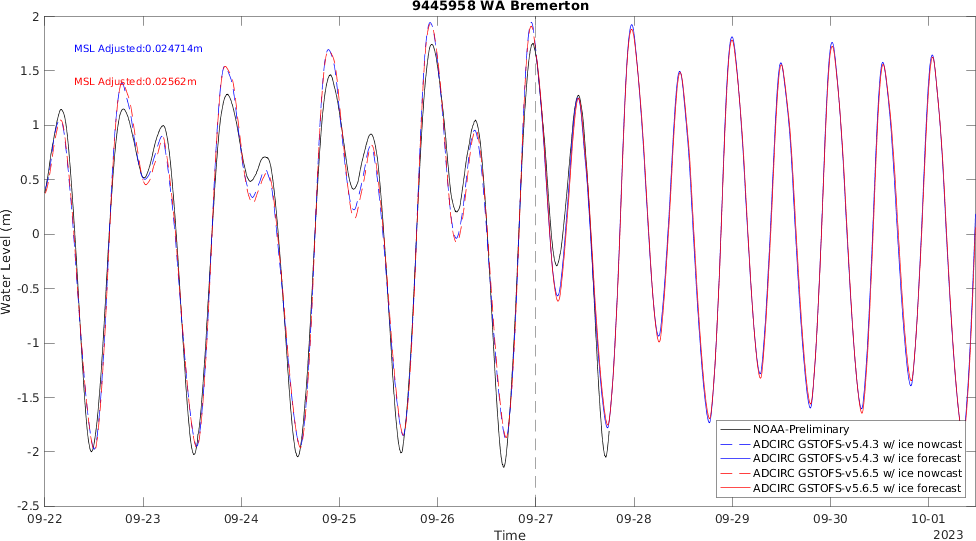 9445958 WA Bremerton
MSL Adjusted:0.024714m
MSL Adjusted:0.02562m
Water Level (m)
2
1.5
1
0.5
0
-0.5
-1
-1.5
-2
-2.5
NOAA-Preliminary
ADCIRC GSTOFS-v5.4.3 w/ ice nowcast
ADCIRC GSTOFS-v5.4.3 w/ ice forecast
ADCIRC GSTOFS-v5.6.5 w/ ice nowcast
ADCIRC GSTOFS-v5.6.5 w/ ice forecast
09-22 09-23 09-24 09-25 09-26 09-27 09-28 09-29 09-30 10-01
Time
2023